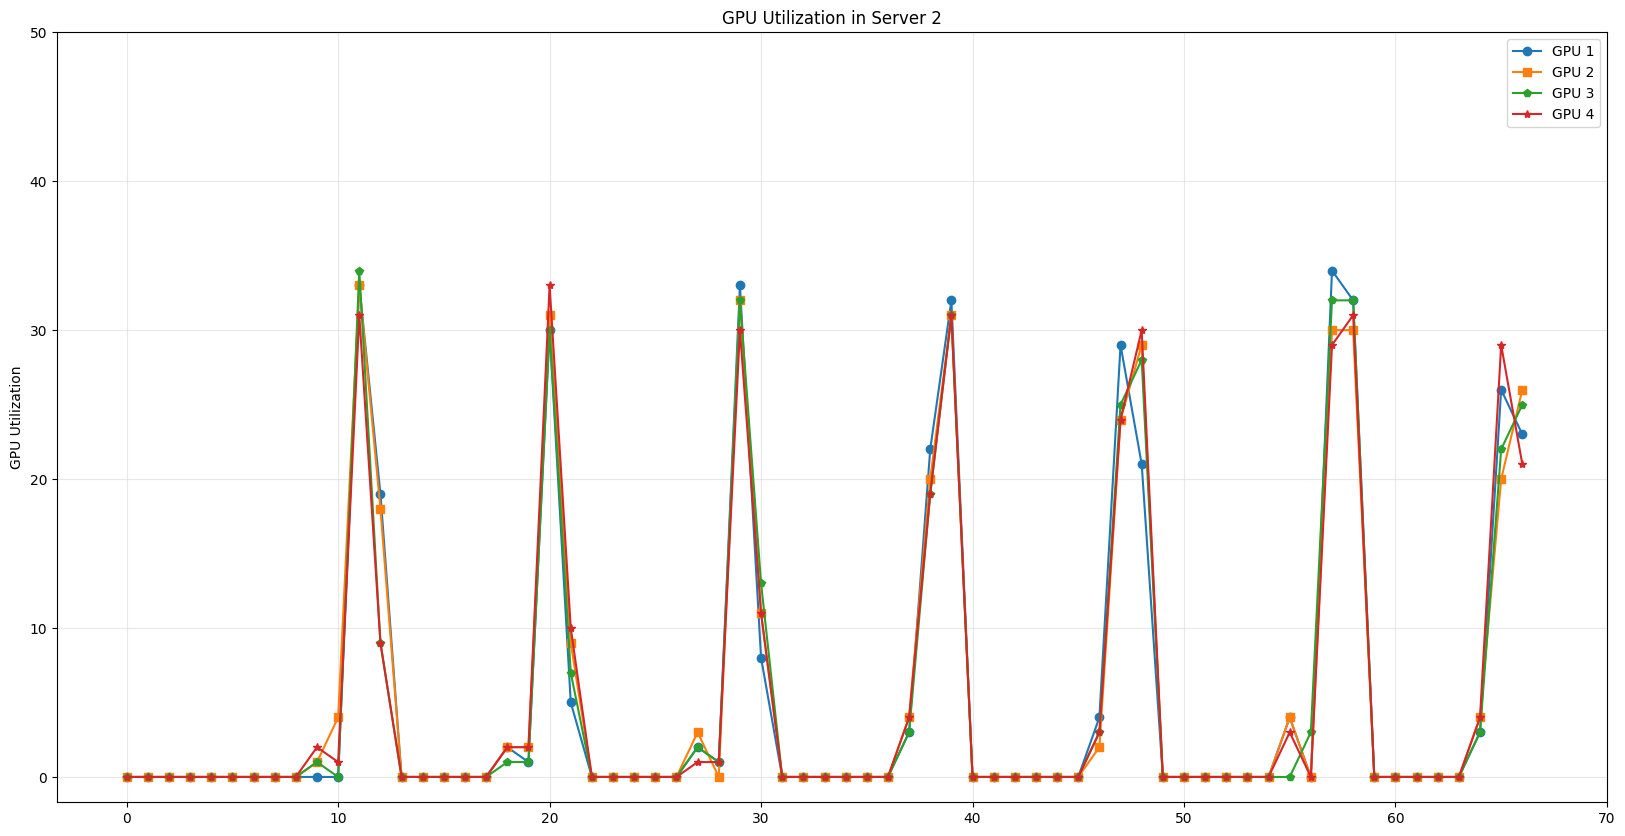 GPU Utilization in Server 2
50
40
30
20
10
0
GPU Utilization
GPU 1
GPU 2
GPU 3
GPU 4
0 10 20 30 40 50 60 70